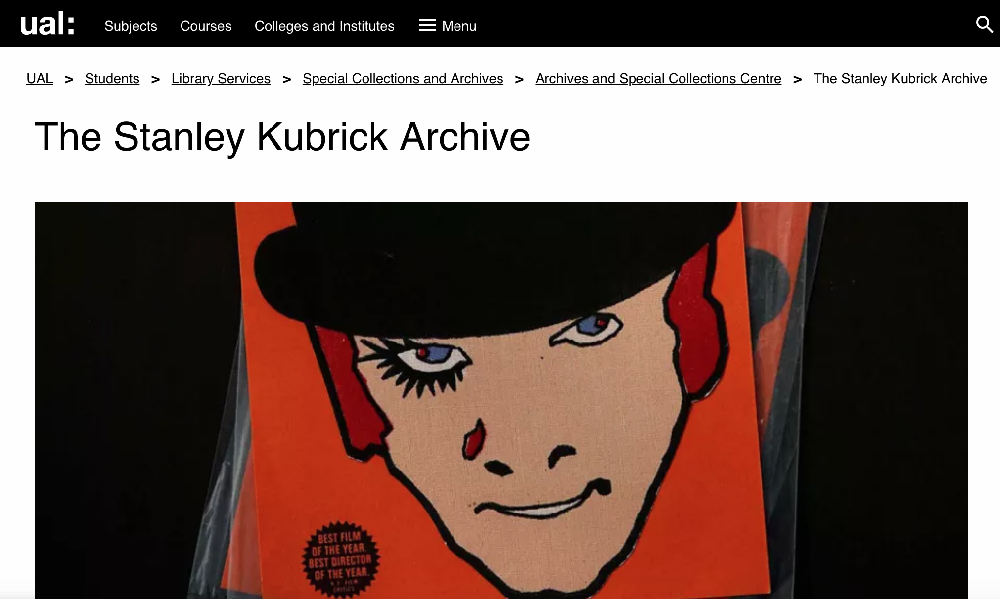 ual: Subjects Courses Colleges and Institutes Menu
UAL > Students > Library Services > Special Collections and Archives > Archives and Special Collections Centre > The Stanley Kubrick Archive
The Stanley Kubrick Archive
BEST FILM
OF THE YEAR.
BEST DIRECTOR
OF THE YEAR.
CRITICS